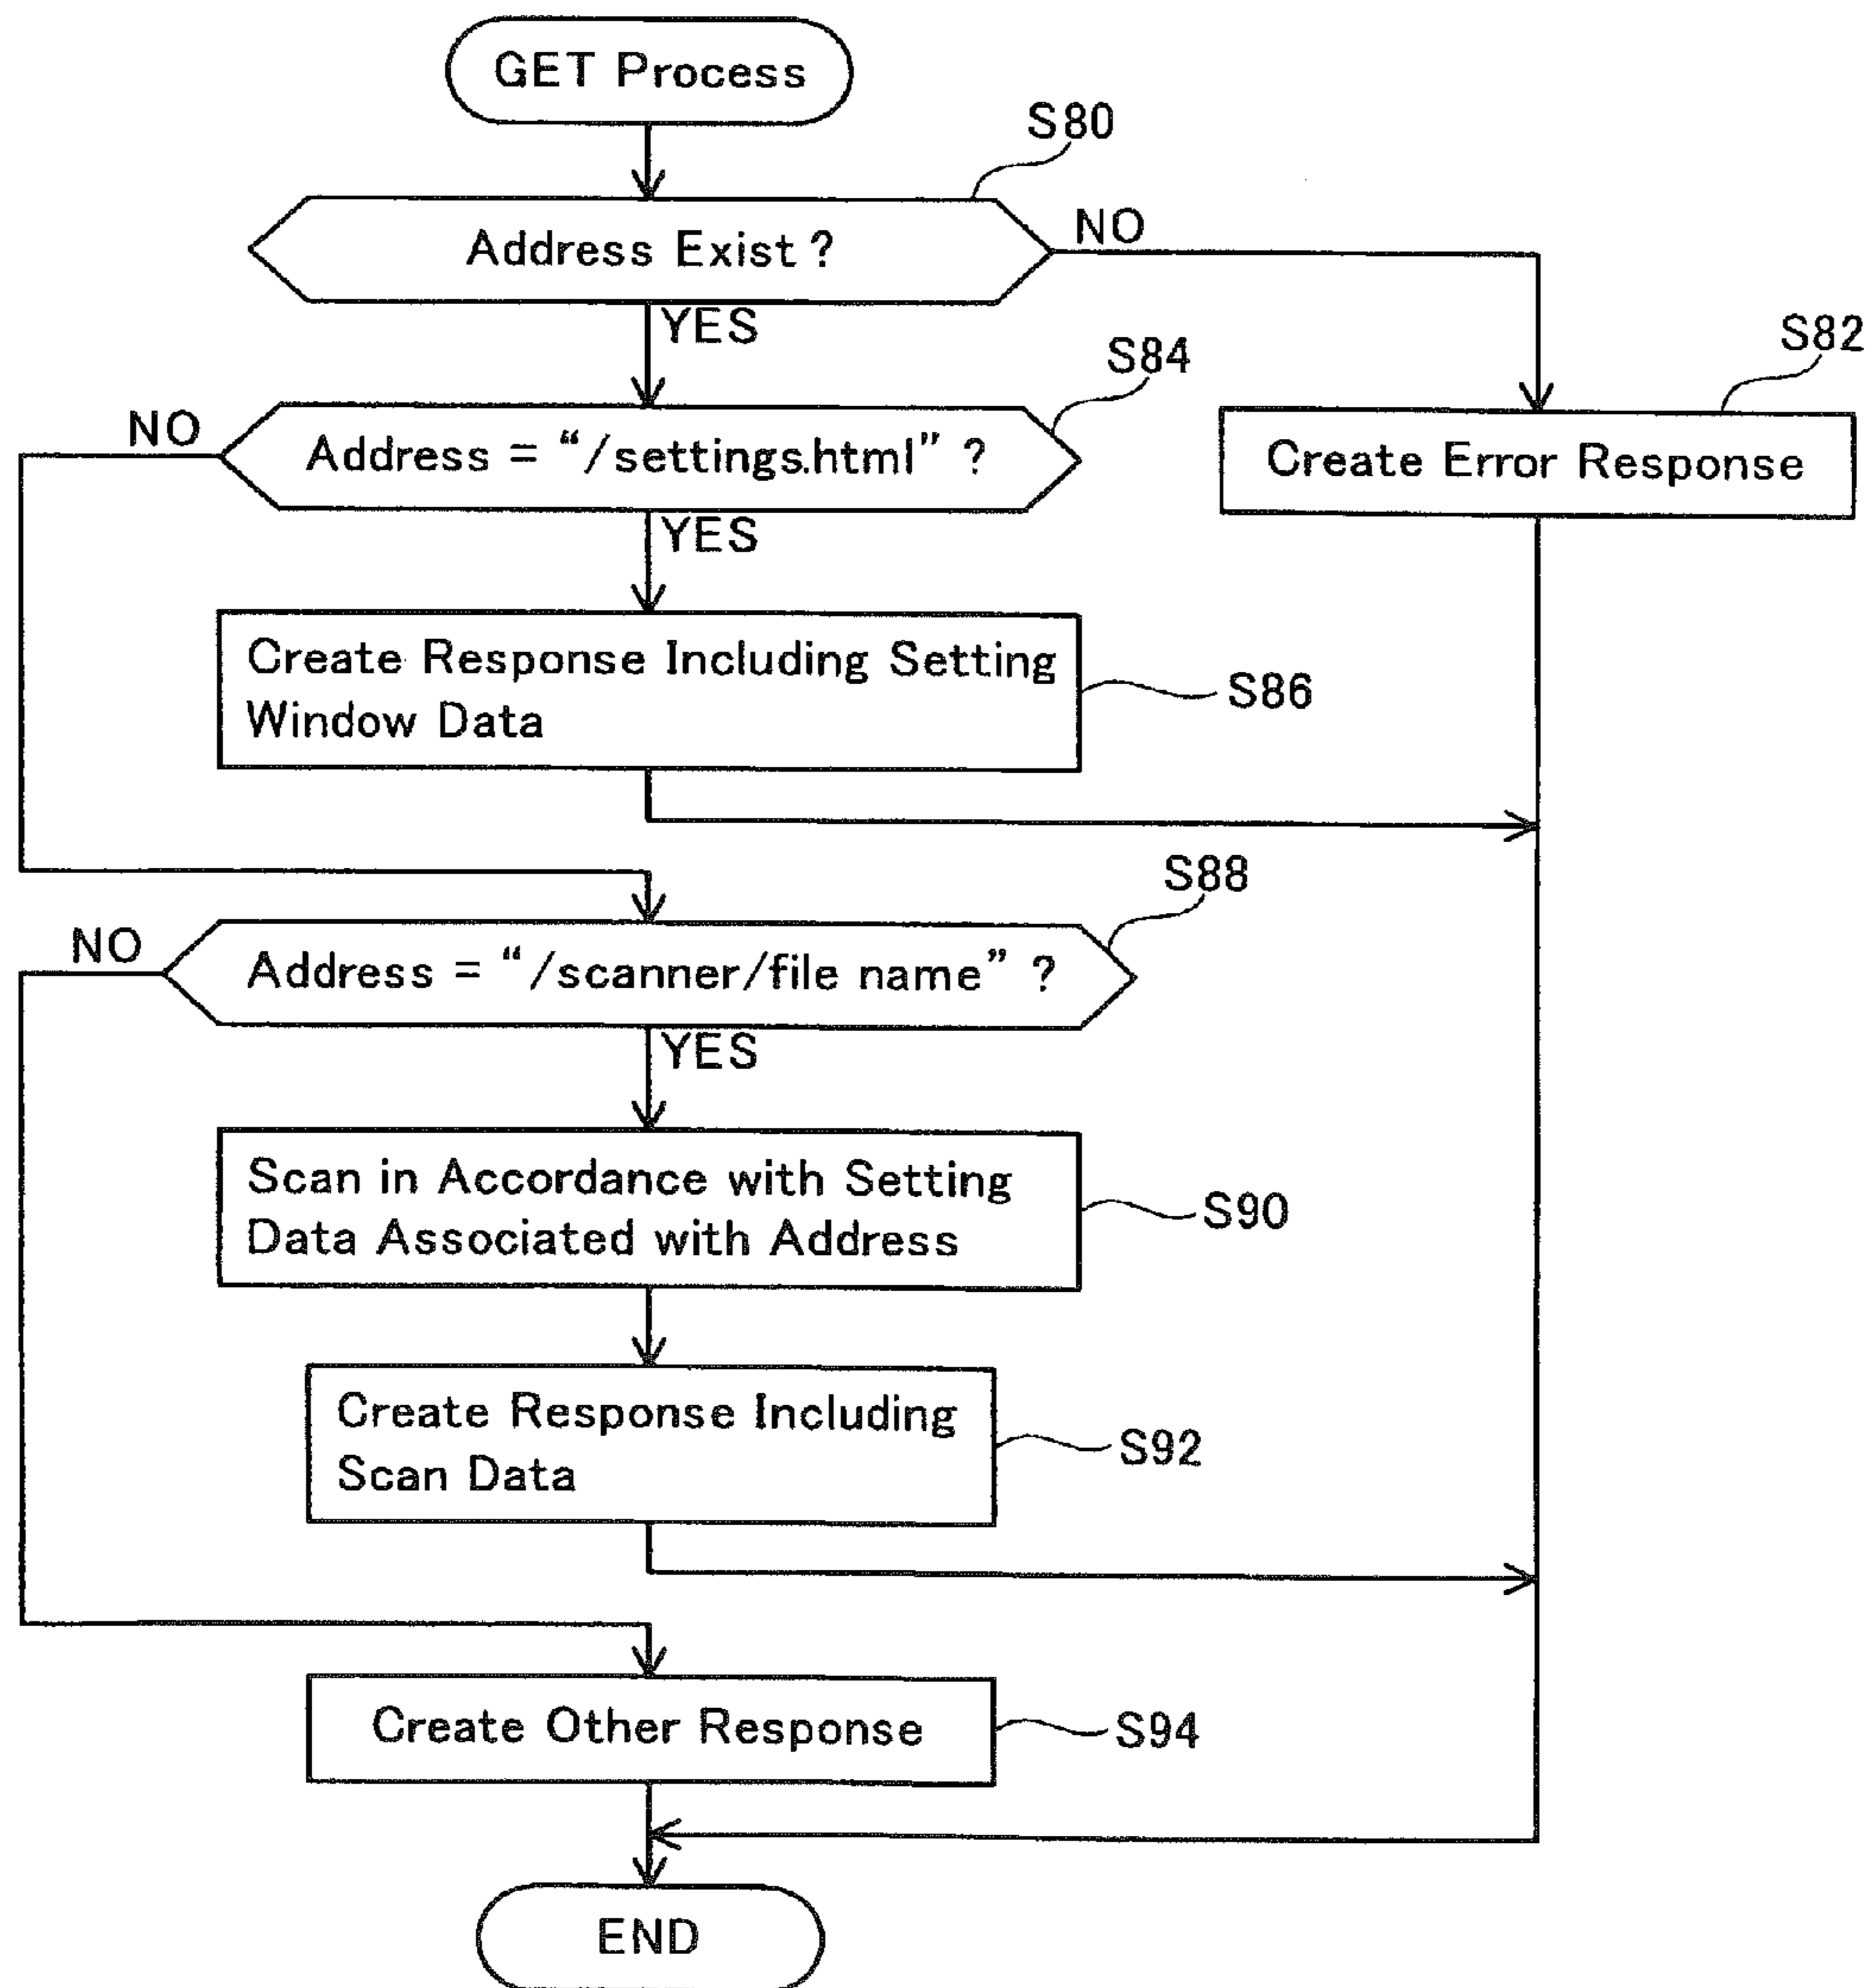 GET Process
S80
Address Exist ?
NO
YES
S82
S84
NO
Address = “/settings.html” ?
Create Error Response
YES
Create Response Including Setting
Window Data
S86
S88
NO
Address = “/scanner/file name” ?
YES
Scan in Accordance with Setting
Data Associated with Address
S90
Create Response Including
Scan Data
S92
Create Other Response
S94
END